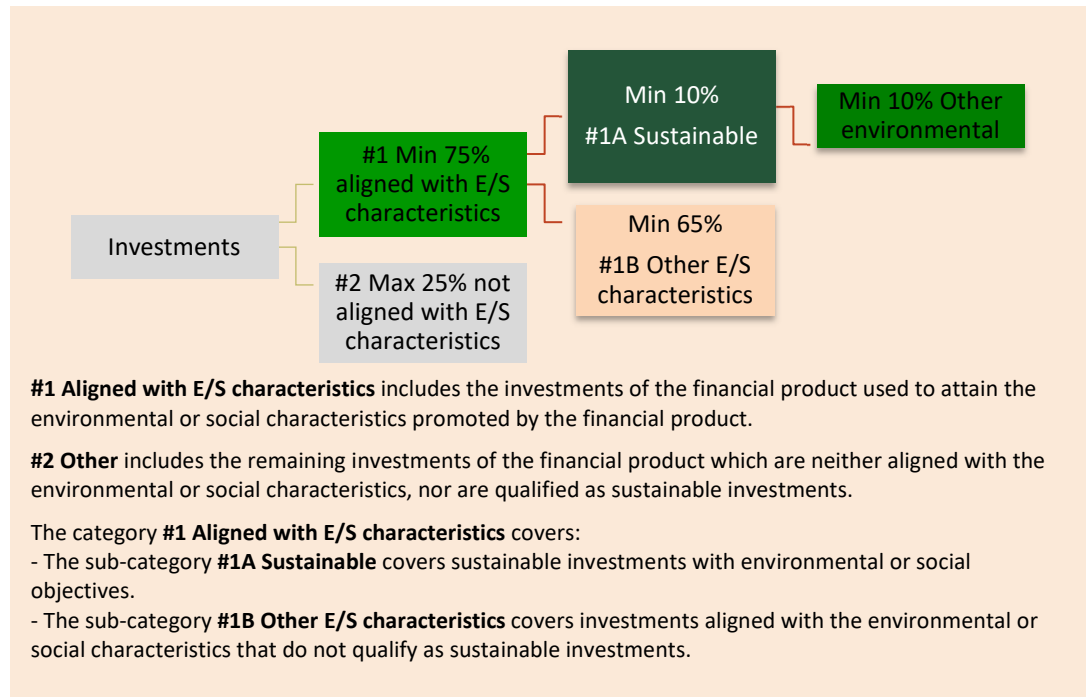 Min 10%
#1A Sustainable
Min 10% Other
environmental
#1 Min 75%
aligned with E/S
characteristics
Min 65%
#1B Other E/S
characteristics
Investments
#2 Max 25% not
aligned with E/S
characteristics
#1 Aligned with E/S characteristics includes the investments of the financial product used to attain the
environmental or social characteristics promoted by the financial product.
#2 Other includes the remaining investments of the financial product which are neither aligned with the
environmental or social characteristics, nor are qualified as sustainable investments.
The category #1 Aligned with E/S characteristics covers:
- The sub-category #1A Sustainable covers sustainable investments with environmental or social
objectives.
- The sub-category #1B Other E/S characteristics covers investments aligned with the environmental or
social characteristics that do not qualify as sustainable investments.